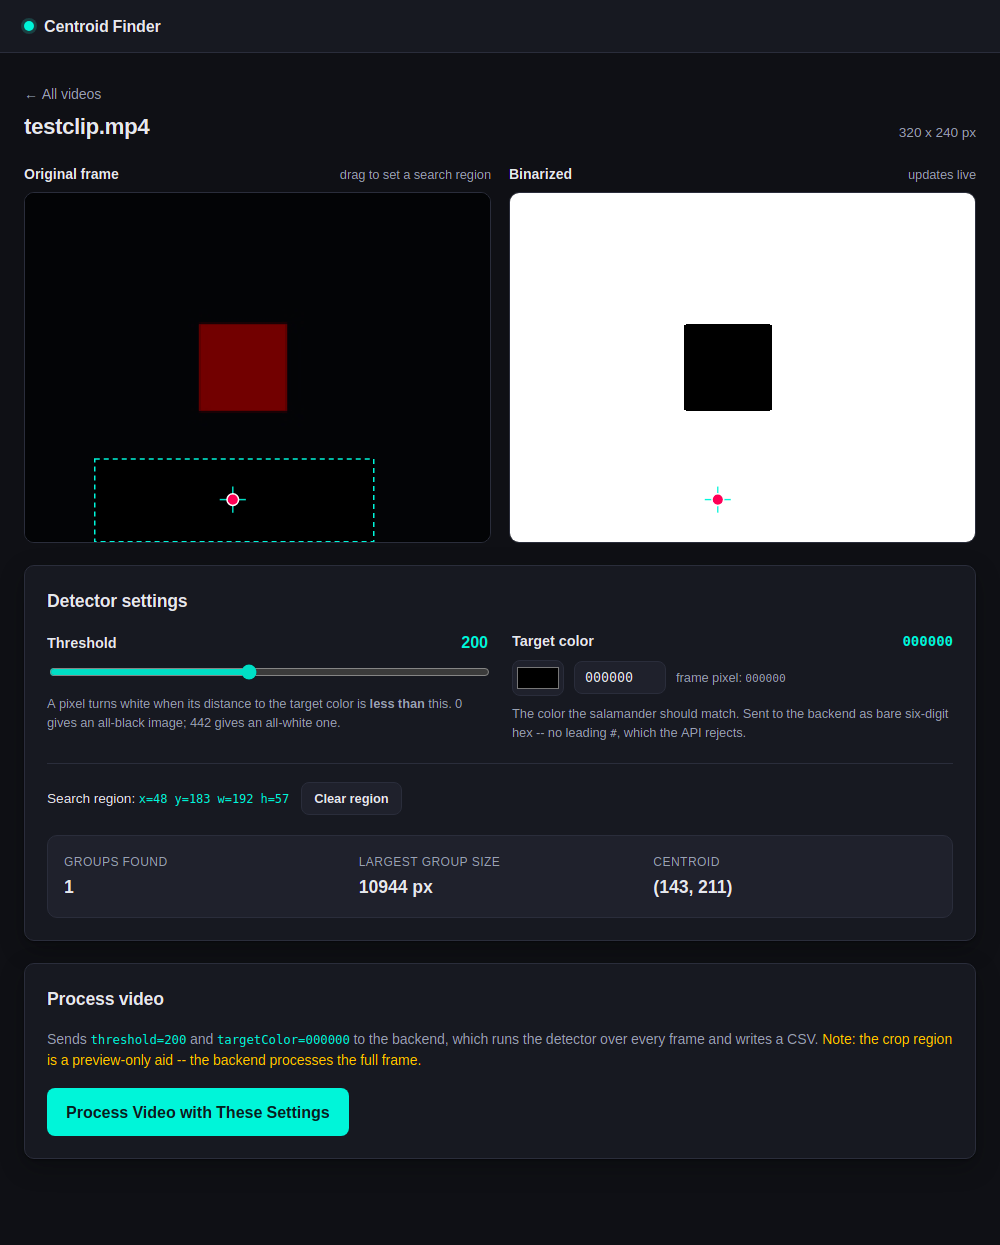 Centroid Finder
← All videos
testclip.mp4
320 x 240 px
Original frame
drag to set a search region
Binarized
updates live
Detector settings
Threshold
200
A pixel turns white when its distance to the target color is less than this. 0
gives an all-black image; 442 gives an all-white one.
Target color
000000
000000
frame pixel: 000000
The color the salamander should match. Sent to the backend as bare six-digit
hex -- no leading #, which the API rejects.
Search region: x=48 y=183 w=192 h=57
Clear region
GROUPS FOUND
1
LARGEST GROUP SIZE
10944 px
CENTROID
(143, 211)
Process video
Sends threshold=200 and targetColor=000000 to the backend, which runs the detector over every frame and writes a CSV. Note: the crop region
is a preview-only aid -- the backend processes the full frame.
Process Video with These Settings